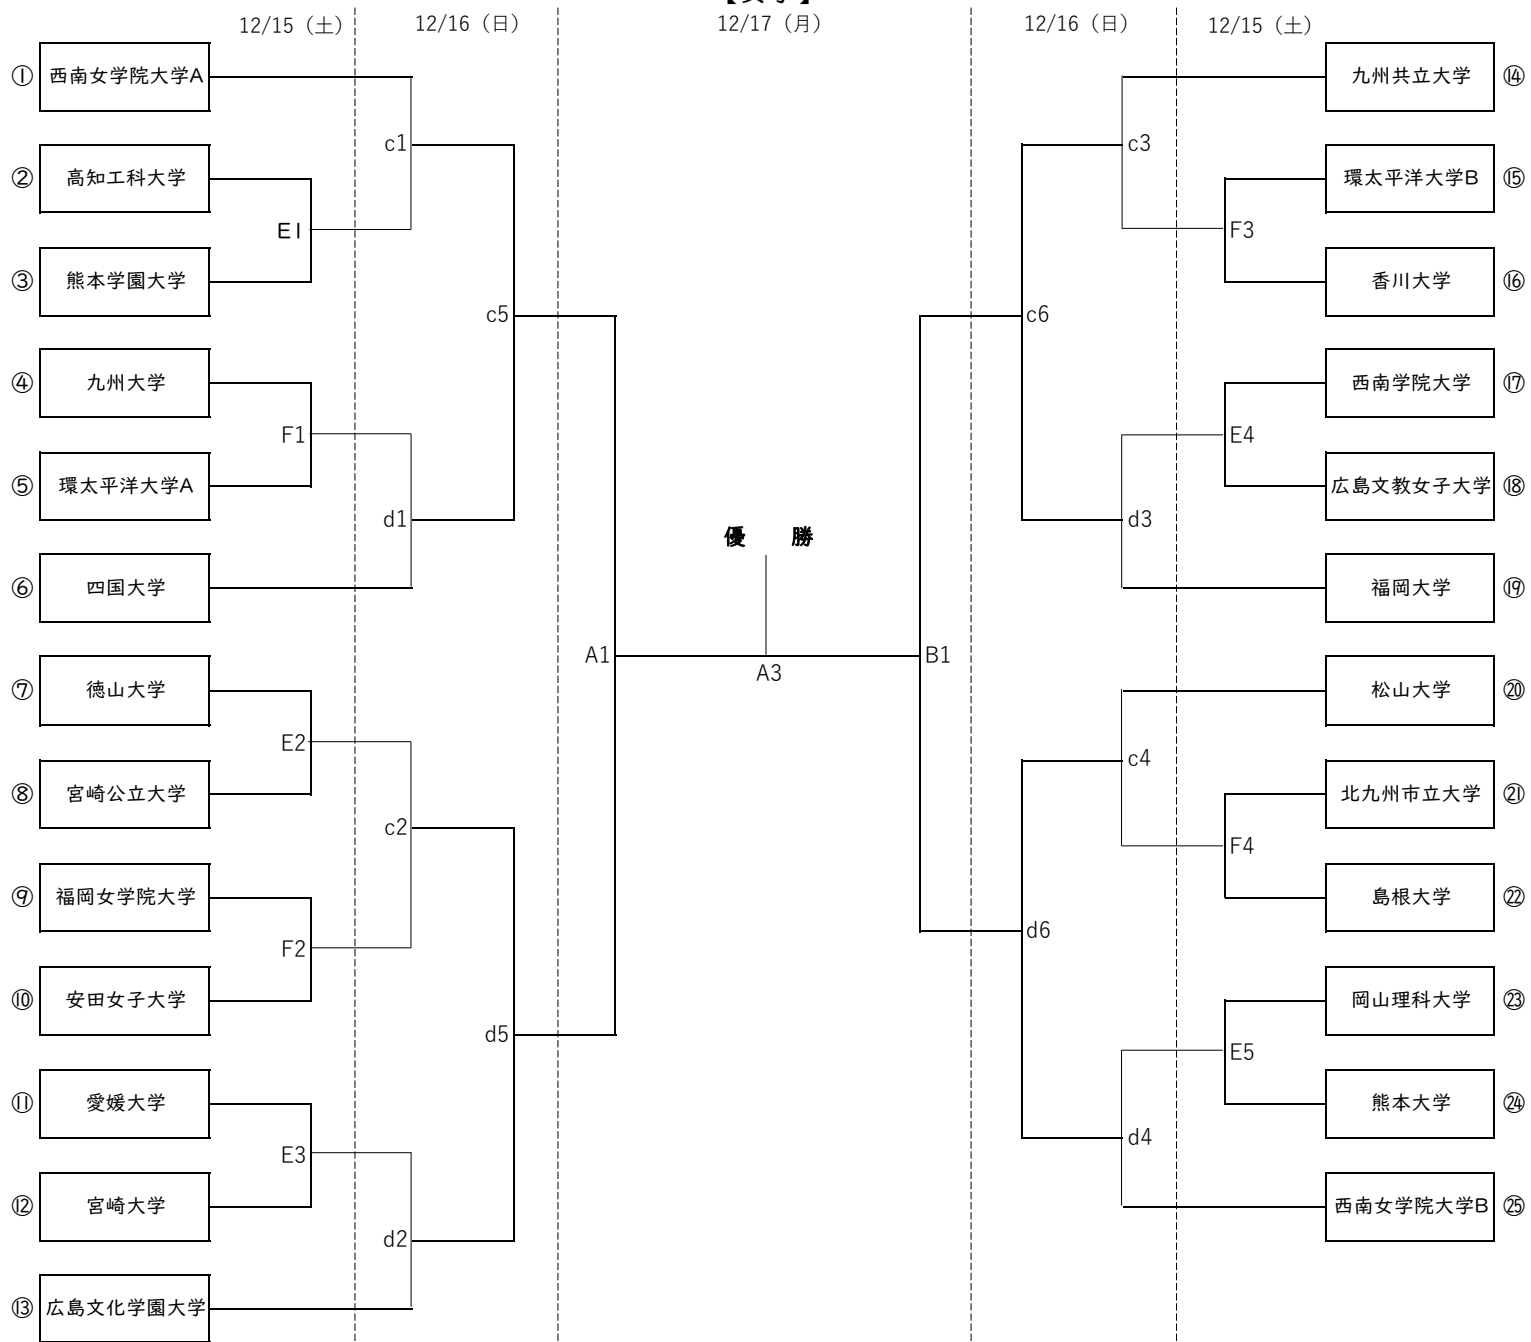 12/15（土） 12/16（日） 12/17（月） 12/16（日） 12/15（土）
① 西南女学院大学A
② 高知工科大学
③ 熊本学園大学
④ 九州大学
⑤ 環太平洋大学A
⑥ 四国大学
⑦ 徳山大学
⑧ 宮崎公立大学
⑨ 福岡女学院大学
⑩ 安田女子大学
⑪ 愛媛大学
⑫ 宮崎大学
⑬ 広島文化学園大学
E1
F1
E2
F2
E3
c1
d1
c2
d2
c5
d5
A1
優 勝
A3
B1
c6
d6
c3
d3
c4
d4
F3
E4
F4
E5
九州共立大学 ⑭
環太平洋大学B ⑮
香川大学 ⑯
西南学院大学 ⑰
広島文教女子大学 ⑱
福岡大学 ⑲
松山大学 ⑳
北九州市立大学 ㉑
島根大学 ㉒
岡山理科大学 ㉓
熊本大学 ㉔
西南女学院大学B ㉕